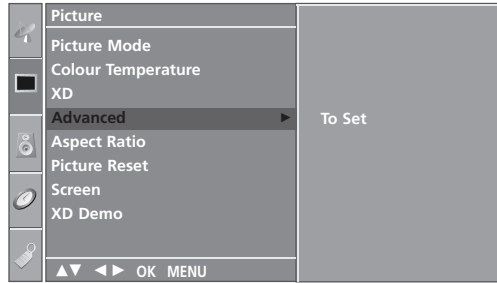 Picture
Picture Mode
Colour Temperature
XD
Advanced ▶ To Set
Aspect Ratio
Picture Reset
Screen
XD Demo
▲▼ ◀▶ OK MENU